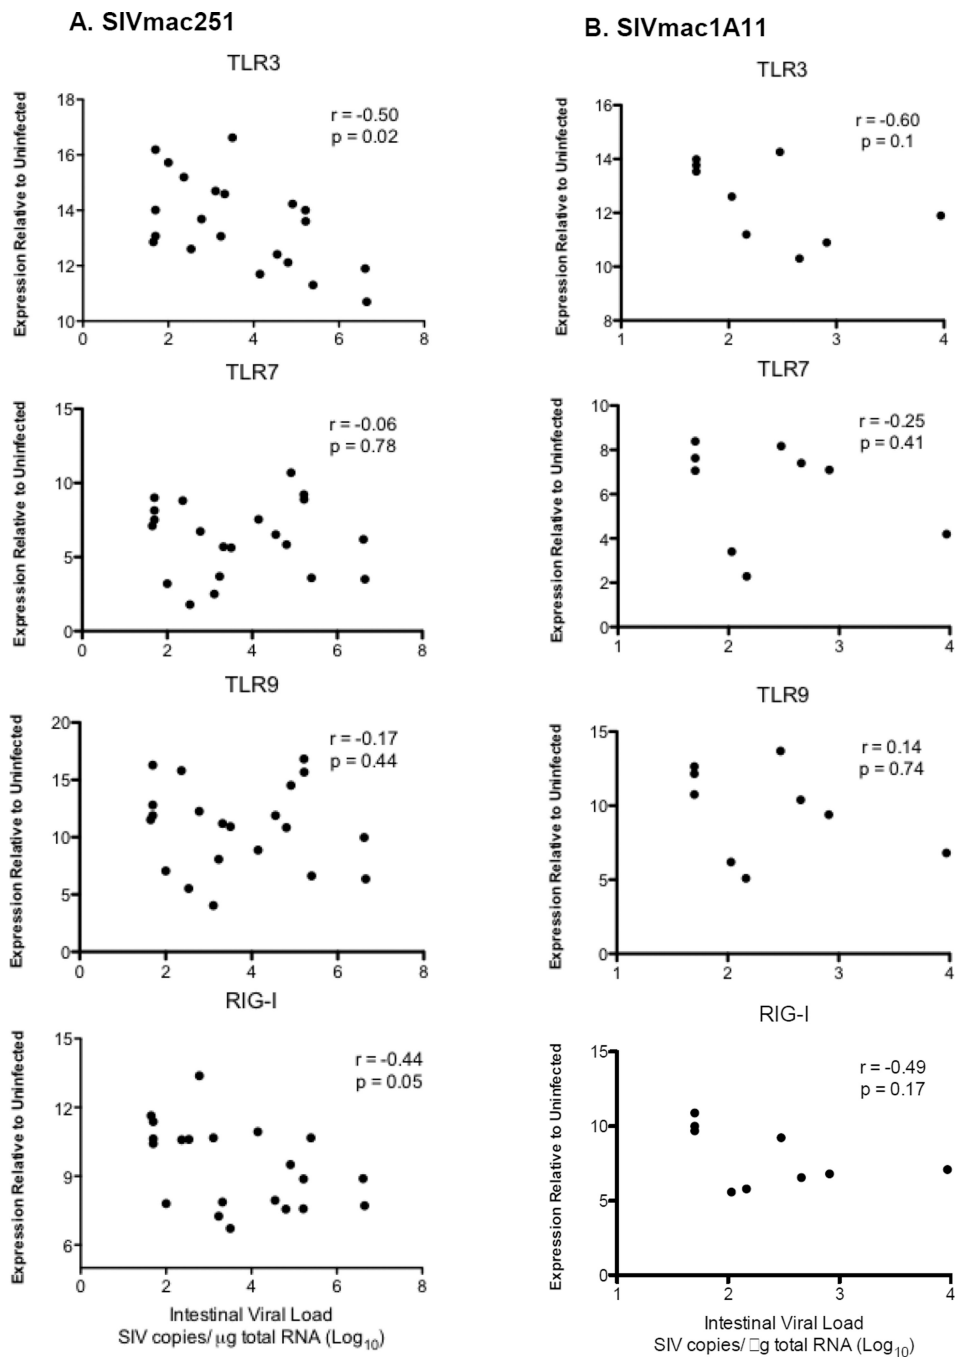 A. SIVmac251
TLR3
Expression Relative to Uninfected
18
16
14
12
10
0 2 4 6 8
r = -0.50
p = 0.02
TLR7
Expression Relative to Uninfected
15
10
5
0
0 2 4 6 8
r = -0.06
p = 0.78
TLR9
Expression Relative to Uninfected
20
15
10
5
0
0 2 4 6 8
r = -0.17
p = 0.44
RIG-I
Expression Relative to Uninfected
15
12
9
6
0 2 4 6 8
r = -0.44
p = 0.05
Intestinal Viral Load
SIV copies/ µg total RNA (Log10)
B. SIVmac1A11
TLR3
Expression Relative to Uninfected
16
14
12
10
8
1 2 3 4
r = -0.60
p = 0.1
TLR7
Expression Relative to Uninfected
10
8
6
4
2
0
1 2 3 4
r = -0.25
p = 0.41
TLR9
Expression Relative to Uninfected
15
10
5
0
1 2 3 4
r = 0.14
p = 0.74
RIG-I
Expression Relative to Uninfected
15
10
5
0
1 2 3 4
r = -0.49
p = 0.17
Intestinal Viral Load
SIV copies/ □g total RNA (Log10)